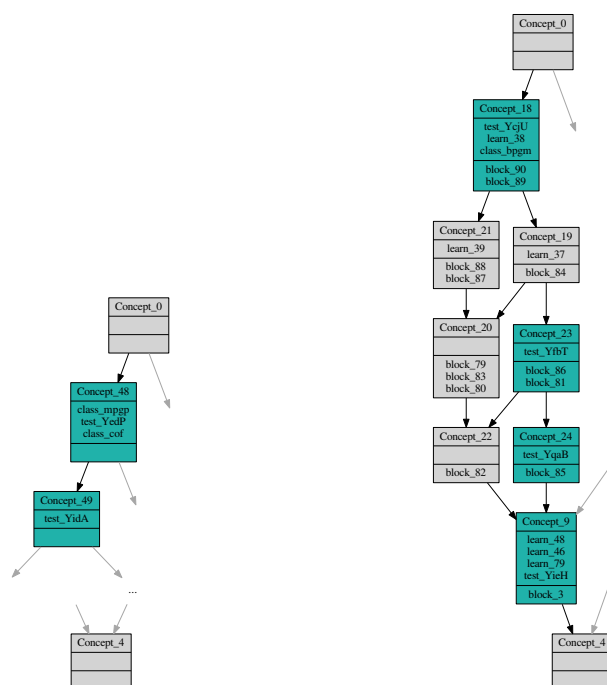 Concept_0
Concept_48
class_mpgp
test_YedP
class_cof
Concept_49
test_YidA
...
Concept_4
Concept_0
Concept_18
test_YcjU
learn_38
class_bpgm
block_90
block_89
Concept_21
learn_39
block_88
block_87
Concept_19
learn_37
block_84
Concept_20
block_79
block_83
block_80
Concept_23
test_YfbT
block_86
block_81
Concept_22
block_82
Concept_24
test_YqaB
block_85
Concept_9
learn_48
learn_46
learn_79
test_YieH
block_3
Concept_4